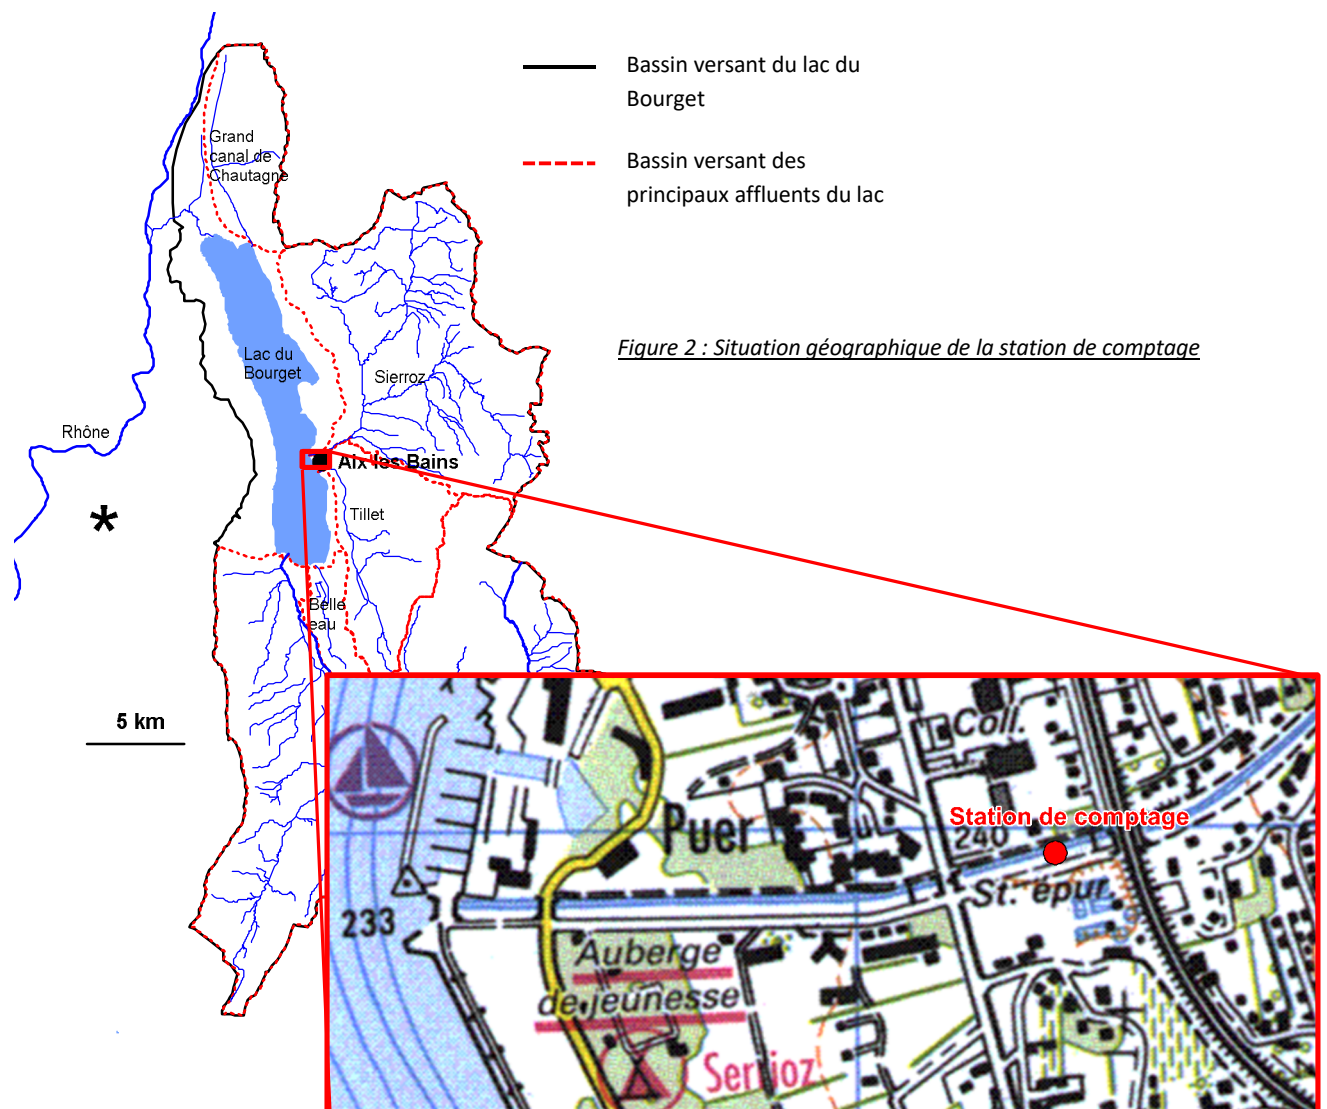 Bassin versant du lac du
Bourget
Bassin versant des
principaux affluents du lac
Grand
canal de
Chautagne
Figure 2 : Situation géographique de la station de comptage
Lac du
Bourget
Sierroz
Rhône
Aix les Bains
*
Tillet
Belle
eau
5 km
Coll.
Station de comptage
Puer
240
St. épur.
233
Auberge
de jeunesse
Serrioz